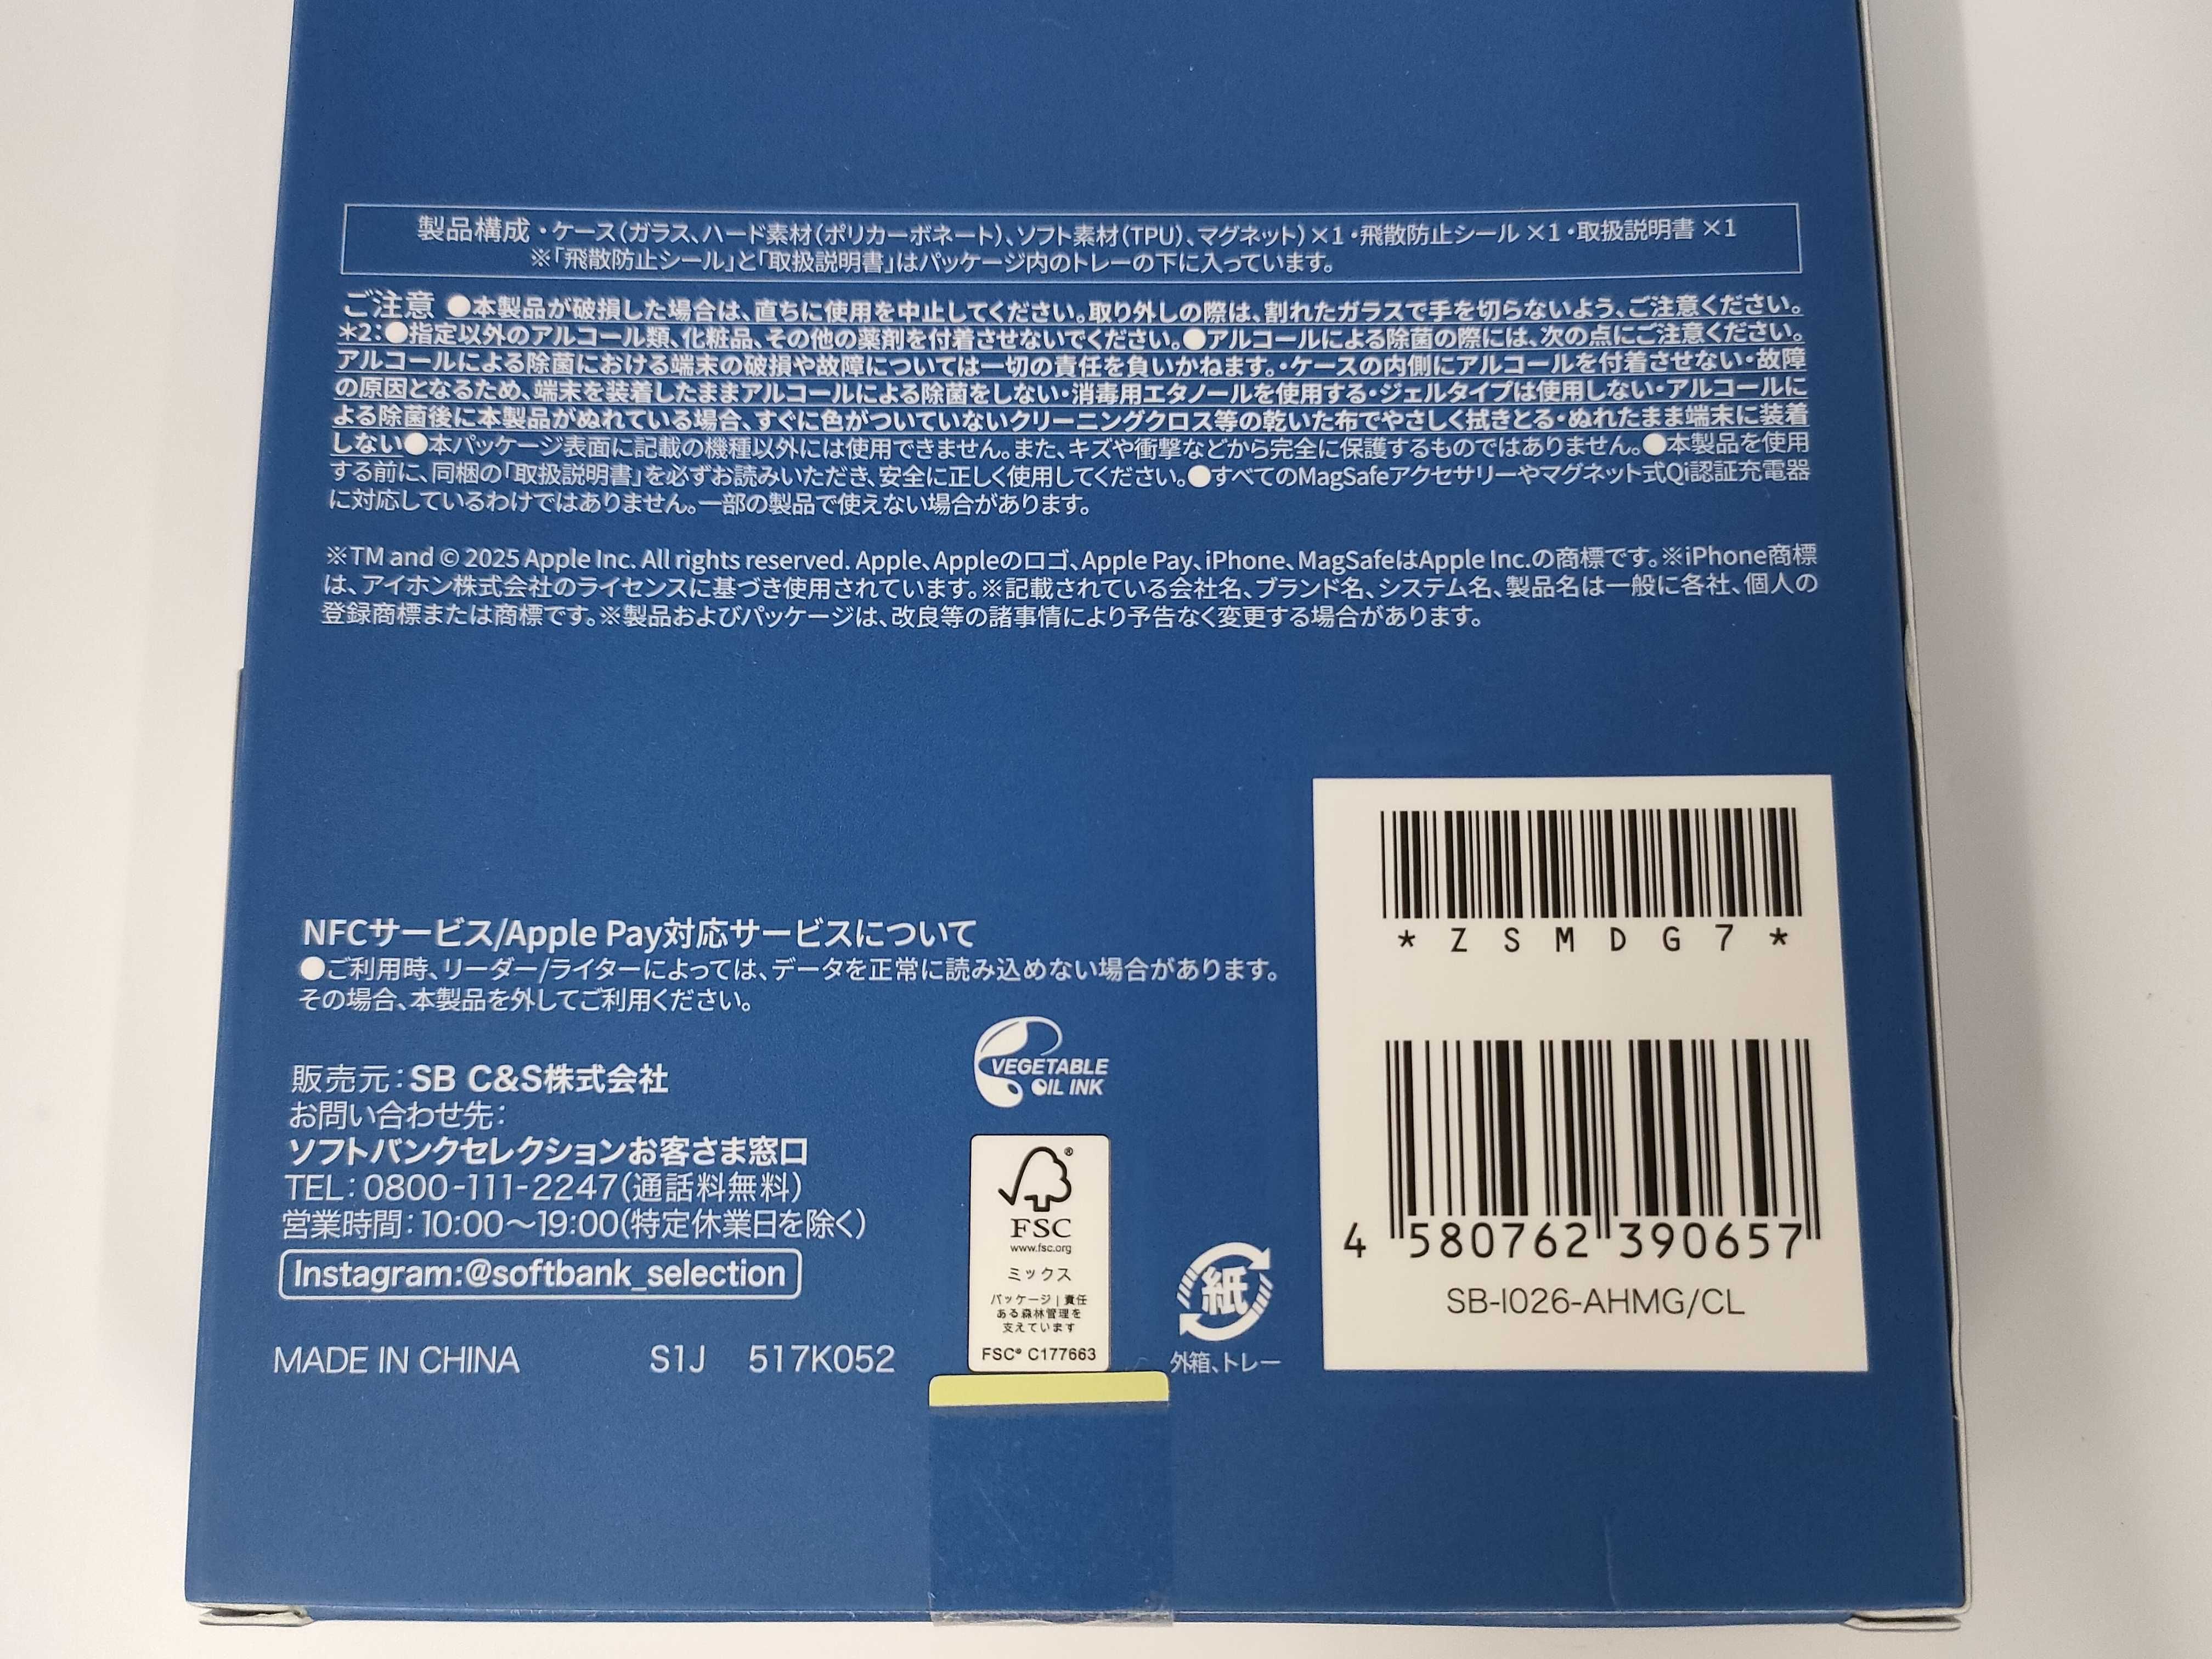 製品構成 ・ケース(ガラス、ハード素材(ポリカーボネート)、ソフト素材(TPU)、マグネット)×1・飛散防止シール ×1・取扱説明書 ×1
※「飛散防止シール」と「取扱説明書」はパッケージ内のトレーの下に入っています。
ご注意 ●本製品が破損した場合は、直ちに使用を中止してください。取り外しの際は、割れたガラスで手を切らないよう、ご注意ください。
＊2:●指定以外のアルコール類、化粧品、その他の薬剤を付着させないでください。●アルコールによる除菌の際には、次の点にご注意ください。
アルコールによる除菌における端末の破損や故障については一切の責任を負いかねます。・ケースの内側にアルコールを付着させない・故障
の原因となるため、端末を装着したままアルコールによる除菌をしない・消毒用エタノールを使用する・ジェルタイプは使用しない・アルコールに
よる除菌後に本製品がぬれている場合、すぐに色がついていないクリーニングクロス等の乾いた布でやさしく拭きとる・ぬれたまま端末に装着
しない●本パッケージ表面に記載の機種以外には使用できません。また、キズや衝撃などから完全に保護するものではありません。●本製品を使用
する前に、同梱の「取扱説明書」を必ずお読みいただき、安全に正しく使用してください。●すべてのMagSafeアクセサリーやマグネット式Qi認証充電器
に対応しているわけではありません。一部の製品で使えない場合があります。
※TM and © 2025 Apple Inc. All rights reserved. Apple、Appleのロゴ、Apple Pay、iPhone、MagSafeはApple Inc.の商標です。※iPhone商標
は、アイホン株式会社のライセンスに基づき使用されています。※記載されている会社名、ブランド名、システム名、製品名は一般に各社、個人の
登録商標または商標です。※製品およびパッケージは、改良等の諸事情により予告なく変更する場合があります。
NFCサービス/Apple Pay対応サービスについて
●ご利用時、リーダー/ライターによっては、データを正常に読み込めない場合があります。
その場合、本製品を外してご利用ください。
販売元:SB C&S株式会社
お問い合わせ先:
ソフトバンクセレクションお客さま窓口
TEL:0800-111-2247(通話料無料)
営業時間:10:00～19:00(特定休業日を除く)
Instagram:@softbank_selection
MADE IN CHINA S1J 517K052
VEGETABLE
OIL INK
®
FSC
www.fsc.org
ミックス
パッケージ | 責任
ある森林管理を
支えています
FSC® C177663
紙
外箱、トレー
* Z S M D G 7 *
4 580762 390657
SB-I026-AHMG/CL